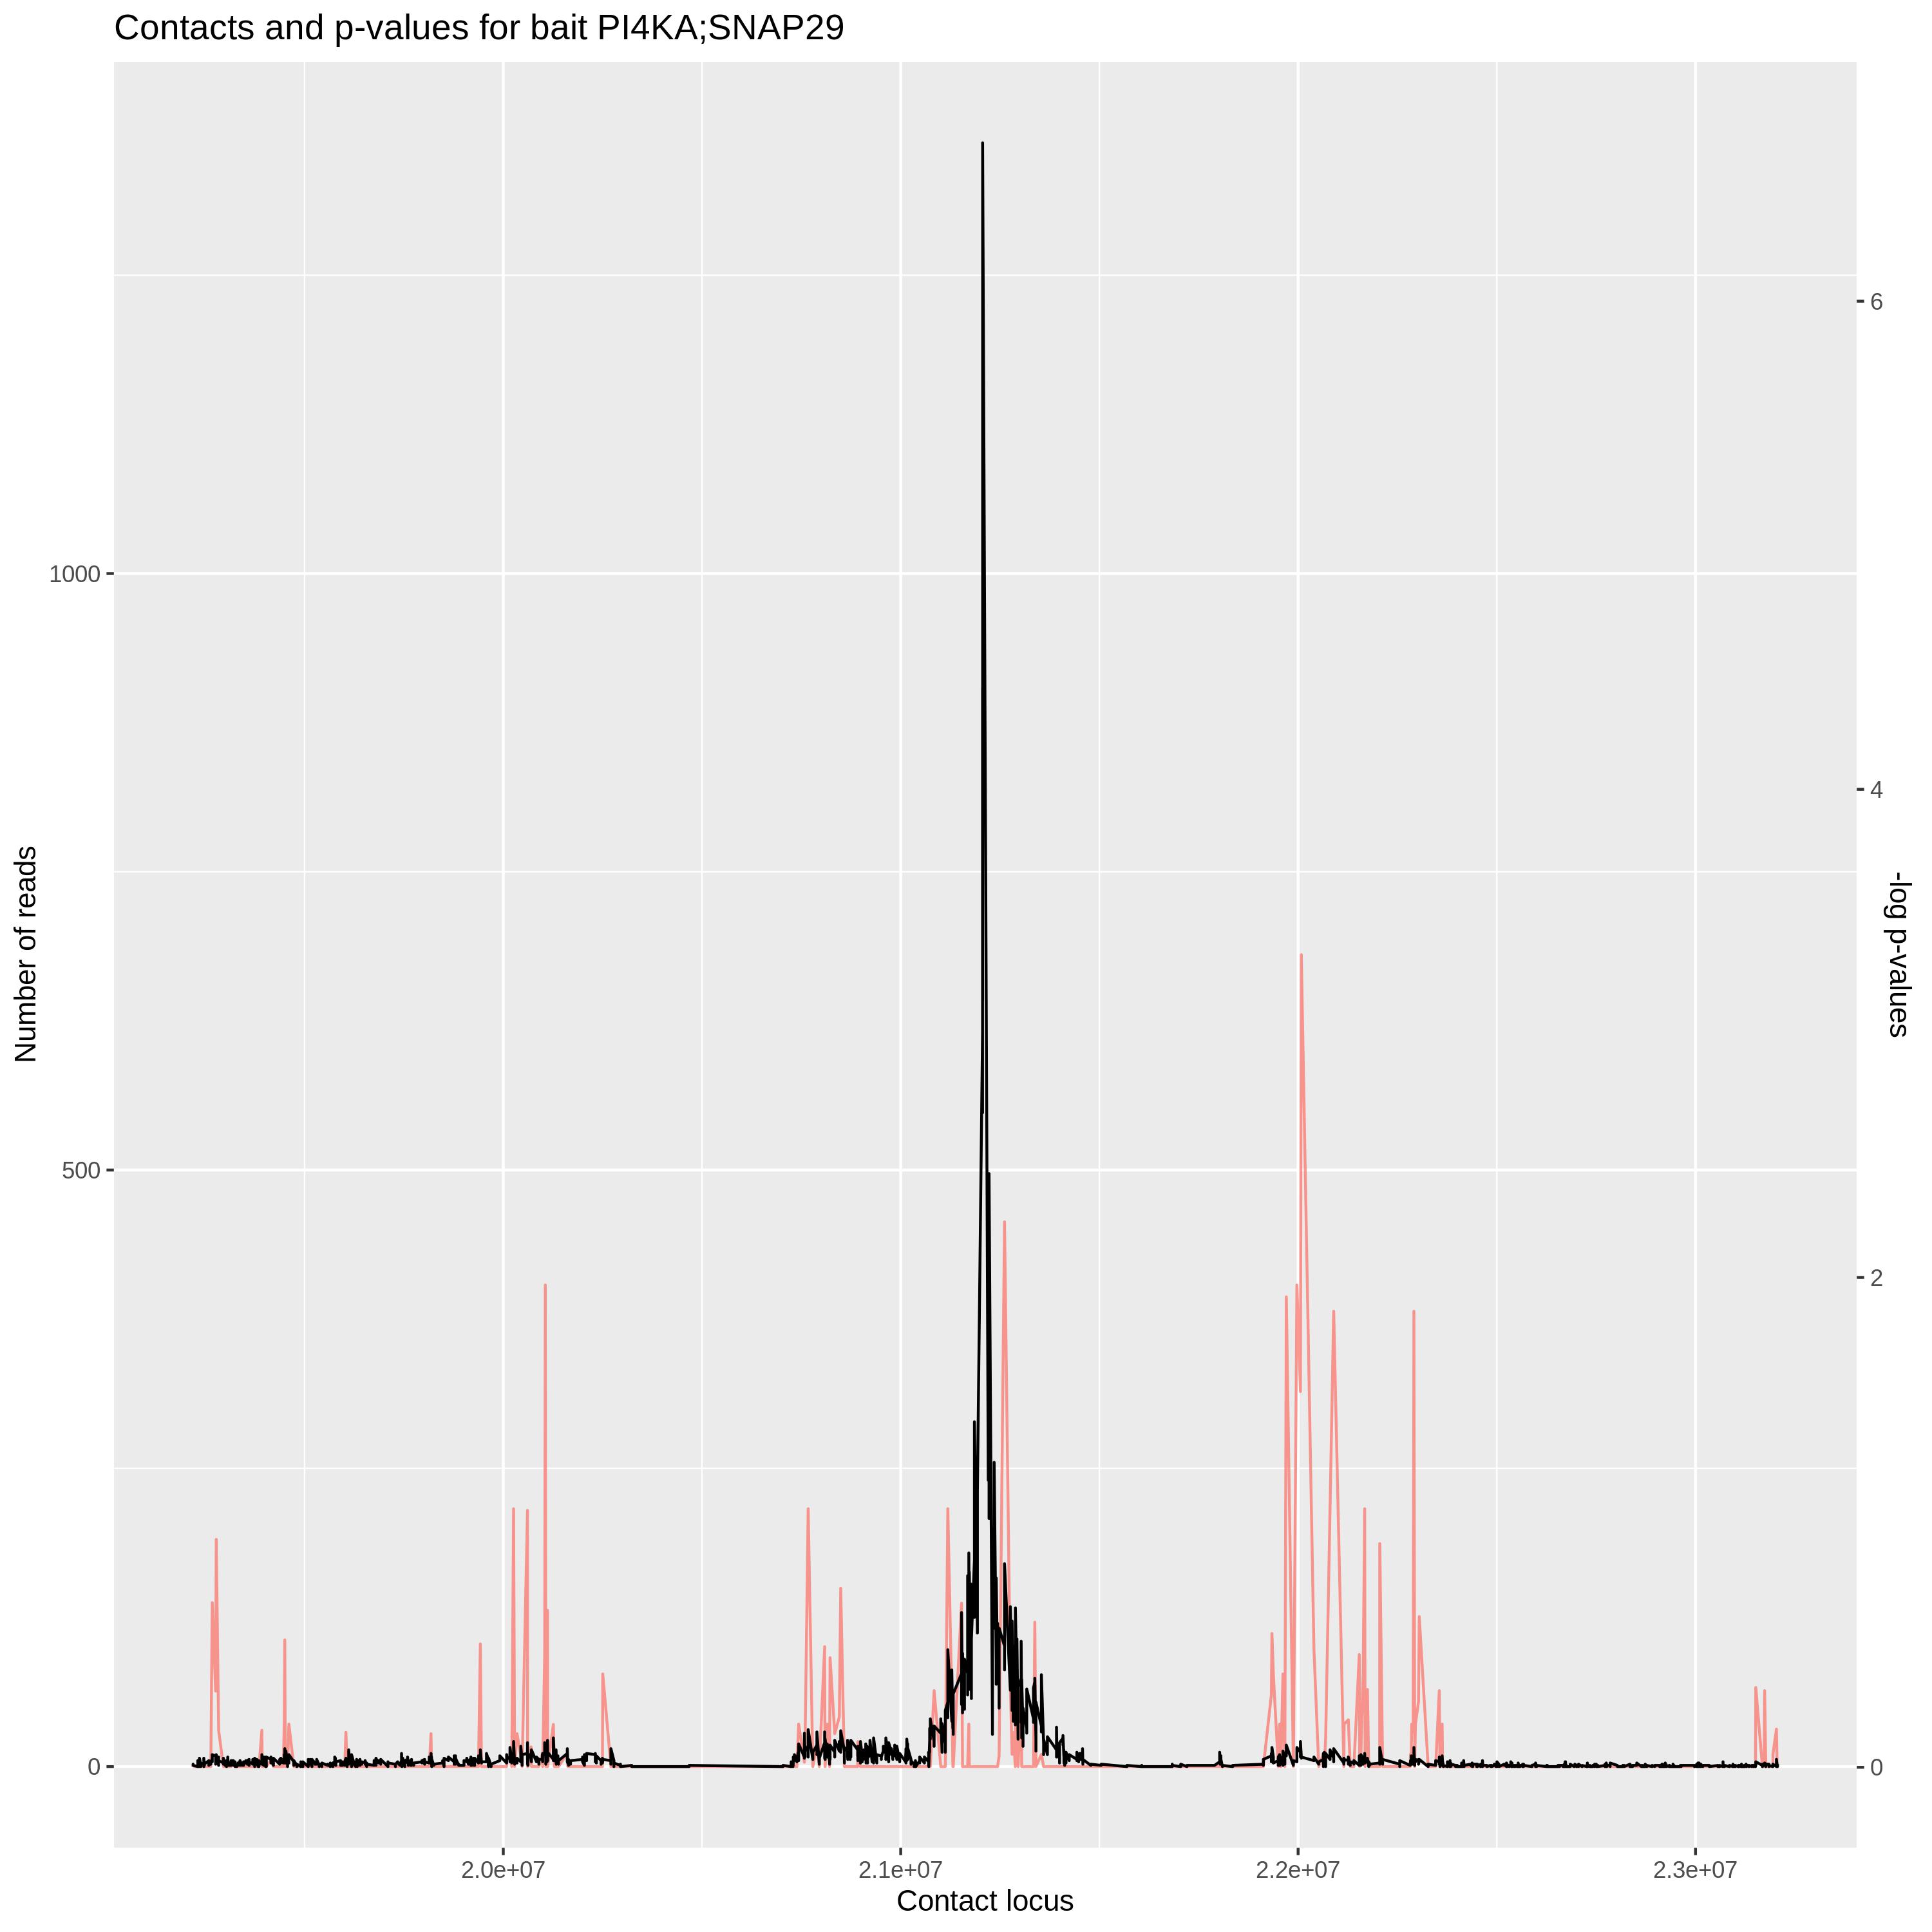 Contacts and p-values for bait PI4KA;SNAP29
Number of reads
1000
500
0
6
4
2
0
-log p-values
2.0e+07
2.1e+07
2.2e+07
2.3e+07
Contact locus